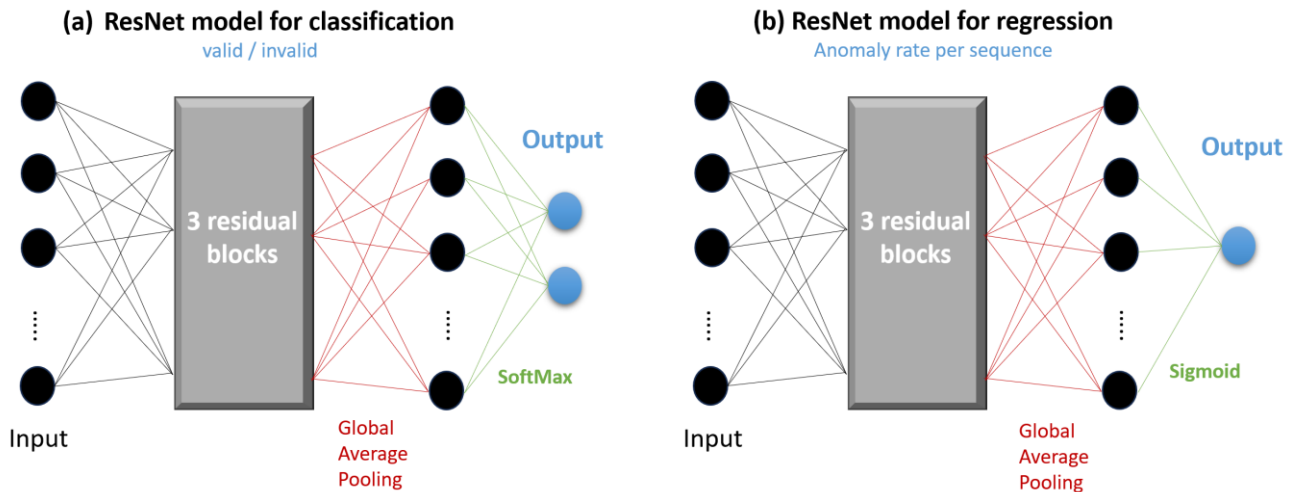 (a) ResNet model for classification
valid / invalid
Output
3 residual
blocks
SoftMax
Input
Global
Average
Pooling
(b) ResNet model for regression
Anomaly rate per sequence
Output
3 residual
blocks
Sigmoid
Input
Global
Average
Pooling